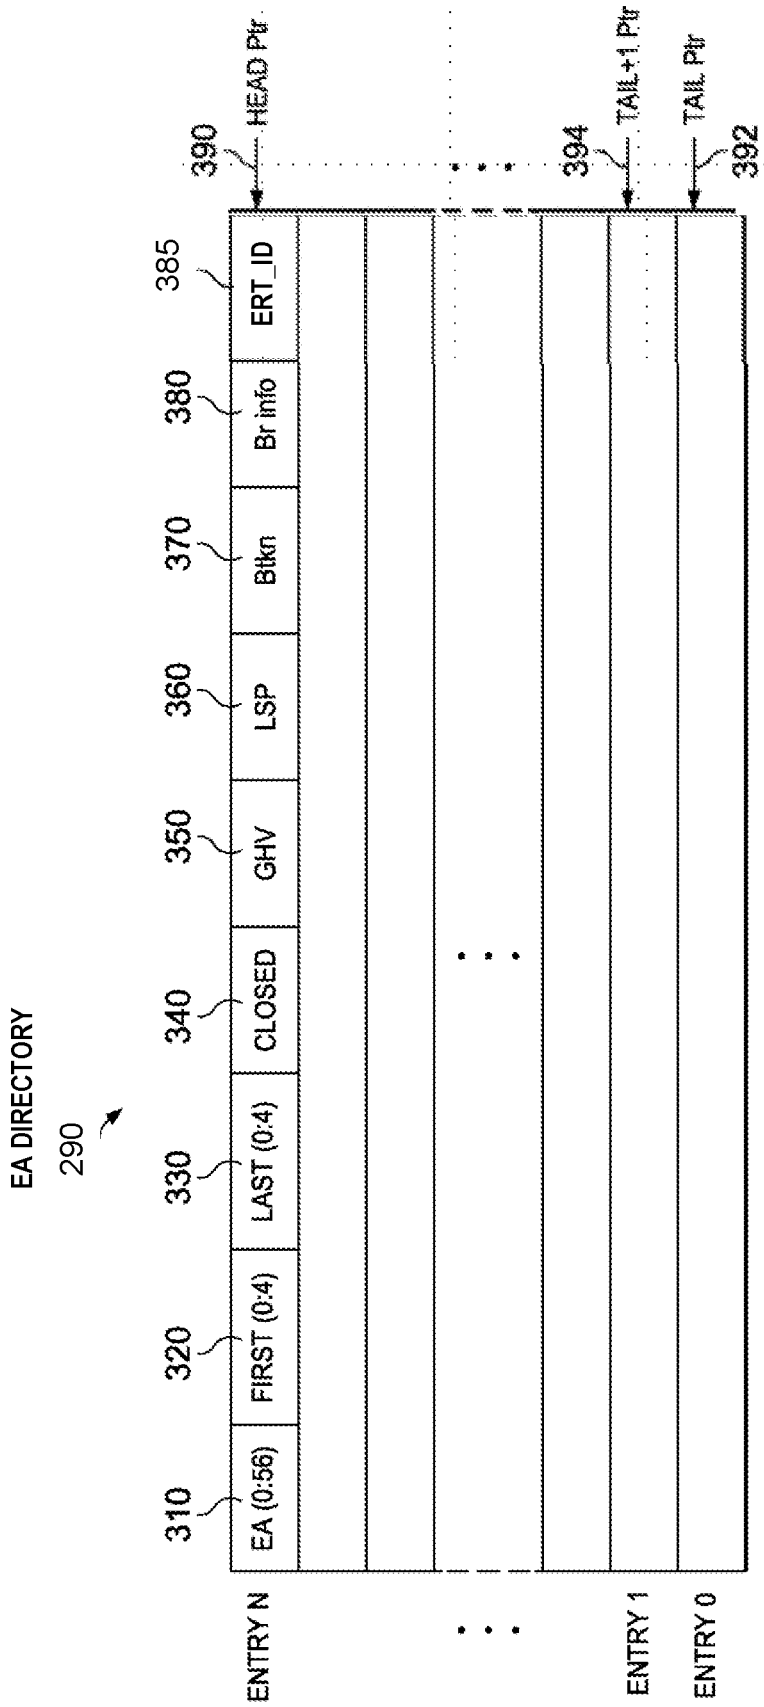 EA DIRECTORY
290
310 320 330 340 350 360 370 380 385
ENTRY N EA (0:56) FIRST (0:4) LAST (0:4) CLOSED GHV LSP Btkn Br info ERT_ID
390
HEAD Ptr
394
ENTRY 1 TAIL+1 Ptr
ENTRY 0 TAIL Ptr
392